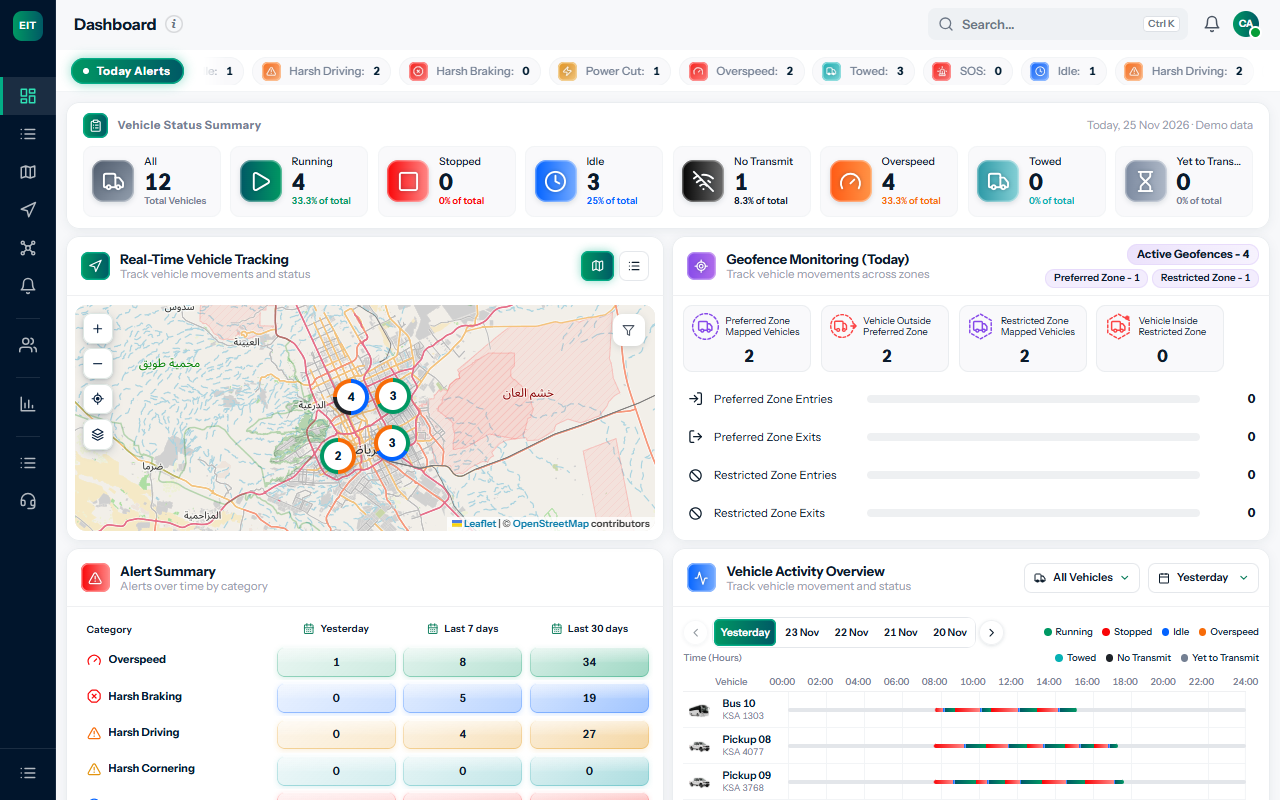 EIT
Dashboard
i
Search...
Ctrl K
CA
Today Alerts
1
Harsh Driving: 2
Harsh Braking: 0
Power Cut: 1
Overspeed: 2
Towed: 3
SOS: 0
Idle: 1
Harsh Driving: 2
Vehicle Status Summary
Today, 25 Nov 2026 · Demo data
All
12
Total Vehicles
Running
4
33.3% of total
Stopped
0
0% of total
Idle
3
25% of total
No Transmit
1
8.3% of total
Overspeed
4
33.3% of total
Towed
0
0% of total
Yet to Trans...
0
0% of total
Real-Time Vehicle Tracking
Track vehicle movements and status
+
−
سدوس
العيينة
محمية طويق
الدرعية
خشم العان
ضرما
المزاحمية
4
3
2
3
Leaflet | © OpenStreetMap contributors
Geofence Monitoring (Today)
Track vehicle movements across zones
Active Geofences - 4
Preferred Zone - 1
Restricted Zone - 1
Preferred Zone
Mapped Vehicles
2
Vehicle Outside
Preferred Zone
2
Restricted Zone
Mapped Vehicles
2
Vehicle Inside
Restricted Zone
0
Preferred Zone Entries 0
Preferred Zone Exits 0
Restricted Zone Entries 0
Restricted Zone Exits 0
Alert Summary
Alerts over time by category
Category Yesterday Last 7 days Last 30 days
Overspeed 1 8 34
Harsh Braking 0 5 19
Harsh Driving 0 4 27
Harsh Cornering 0 0 0
Vehicle Activity Overview
Track vehicle movement and status
All Vehicles
Yesterday
Yesterday 23 Nov 22 Nov 21 Nov 20 Nov
Running Stopped Idle Overspeed
Time (Hours)
Towed No Transmit Yet to Transmit
Vehicle 00:00 02:00 04:00 06:00 08:00 10:00 12:00 14:00 16:00 18:00 20:00 22:00 24:00
Bus 10
KSA 1303
Pickup 08
KSA 4077
Pickup 09
KSA 3768